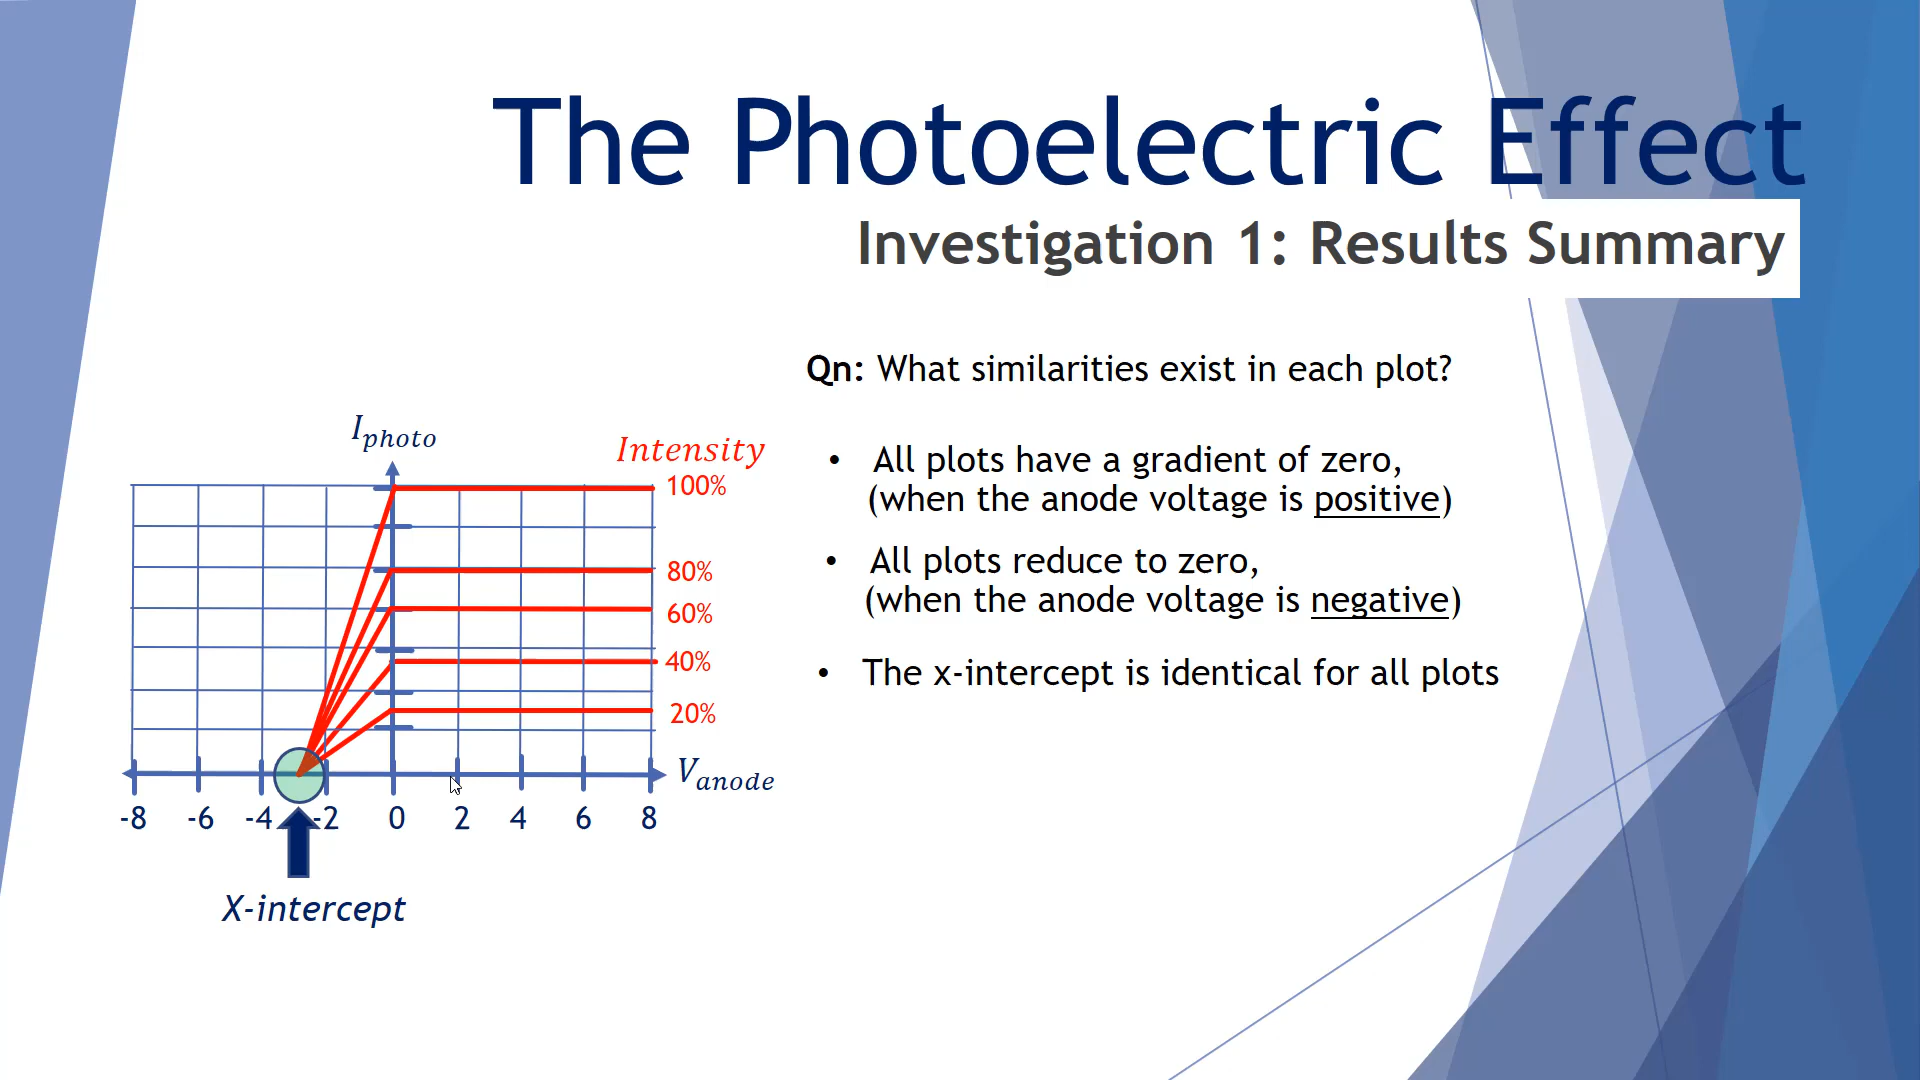 The Photoelectric Effect
Investigation 1: Results Summary
Qn: What similarities exist in each plot?
• All plots have a gradient of zero,
(when the anode voltage is positive)
• All plots reduce to zero,
(when the anode voltage is negative)
• The x-intercept is identical for all plots
I_photo
Intensity
100%
80%
60%
40%
20%
V_anode
-8 -6 -4 -2 0 2 4 6 8
X-intercept